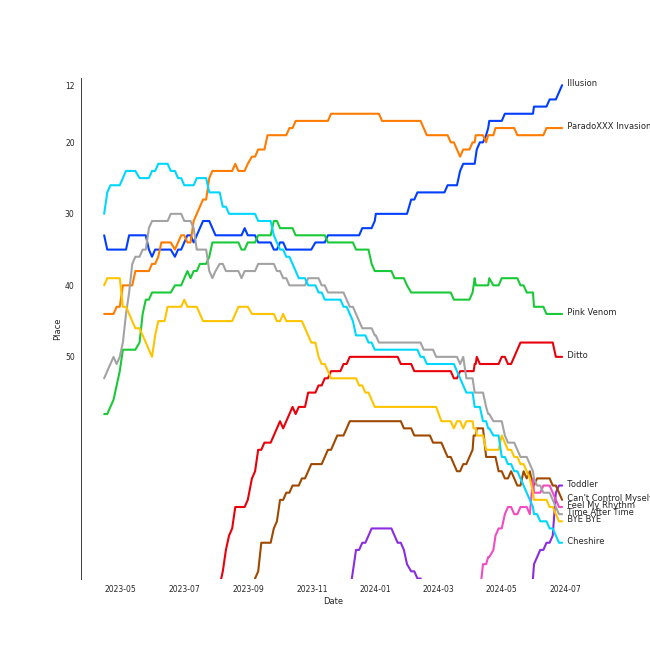 12
Illusion
ParadoXXX Invasion
20
30
40
Pink Venom
Place
50
Ditto
Toddler
Can't Control Myself
Feel My Rhythm
Time After Time
BYE BYE
Cheshire
2023-05 2023-07 2023-09 2023-11 2024-01 2024-03 2024-05 2024-07
Date